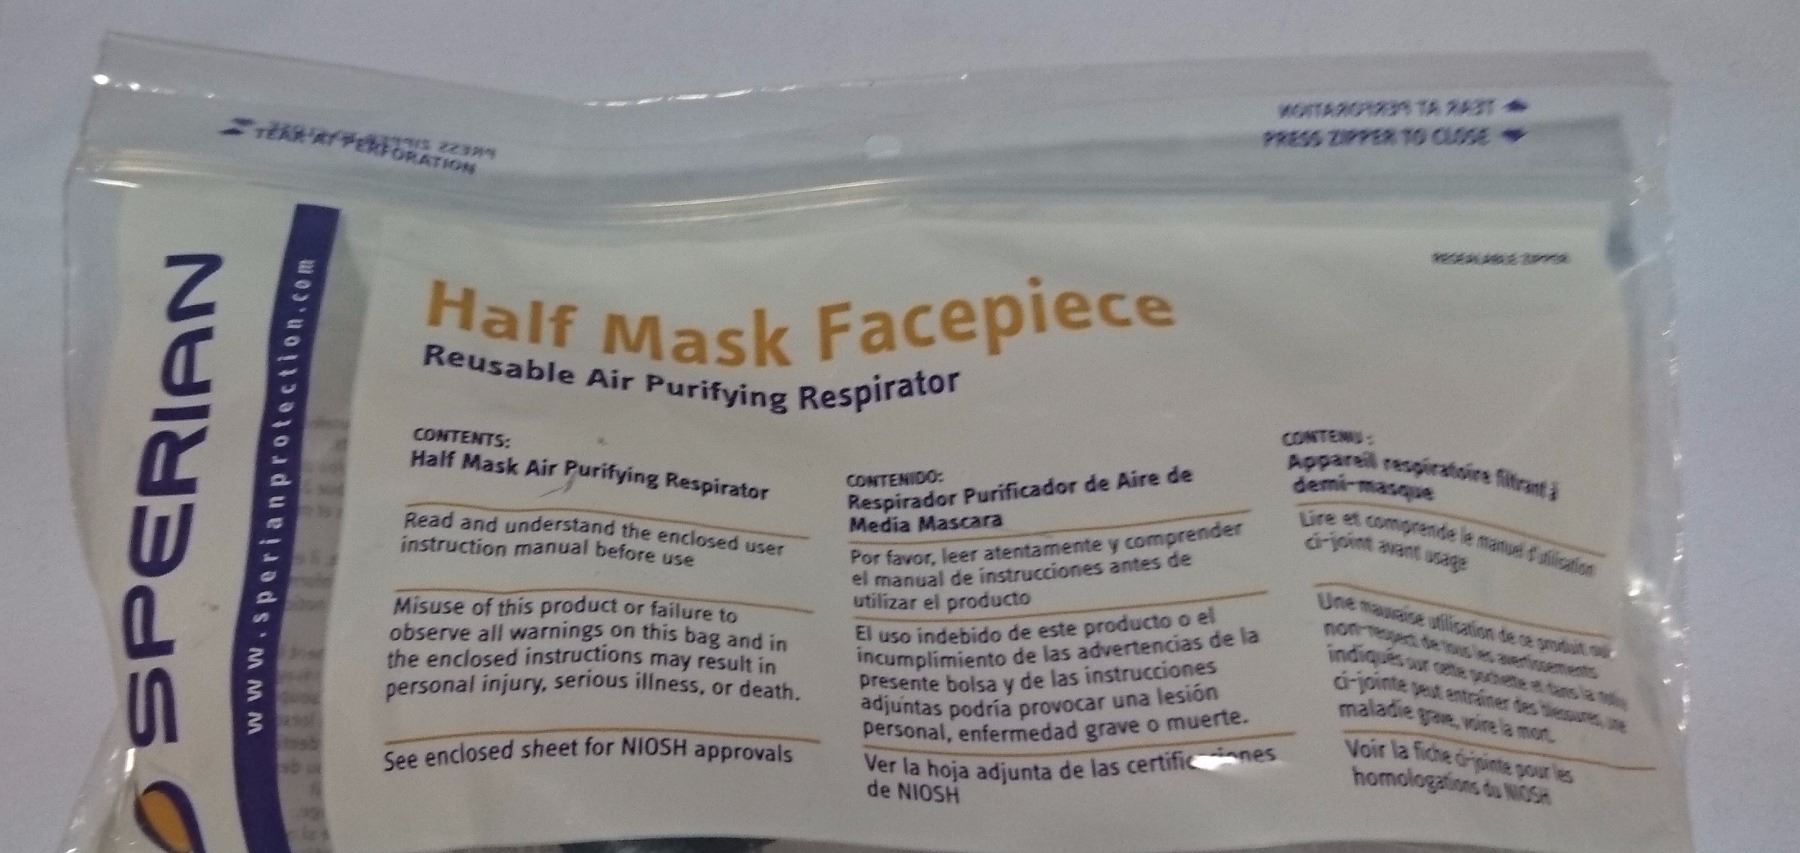 TEAR AT PERFORATION
TEAR AT PERFORATION
PRESS ZIPPER TO CLOSE
RESEALABLE ZIPPER
SPERIAN
www.sperianprotection.com
Half Mask Facepiece
Reusable Air Purifying Respirator
CONTENTS:
Half Mask Air Purifying Respirator
Read and understand the enclosed user
instruction manual before use
Misuse of this product or failure to
observe all warnings on this bag and in
the enclosed instructions may result in
personal injury, serious illness, or death.
See enclosed sheet for NIOSH approvals
CONTENIDO:
Respirador Purificador de Aire de
Media Mascara
Por favor, leer atentamente y comprender
el manual de instrucciones antes de
utilizar el producto
El uso indebido de este producto o el
incumplimiento de las advertencias de la
presente bolsa y de las instrucciones
adjuntas podría provocar una lesión
personal, enfermedad grave o muerte.
Ver la hoja adjunta de las
de NIOSH
CONTENU :
Appareil respiratoire filtrant à
demi-masque
Lire et comprende le manuel d'utilisation
ci-joint avant usage
Une mauvaise utilisation de ce produit ou
non-respect de tous les avertissements
indiqués sur cette pochette et dans la
ci-jointe peut entraîner des blessures, une
maladie grave, voire la mort.
Voir la fiche ci-jointe pour les
homologations du NIOSH